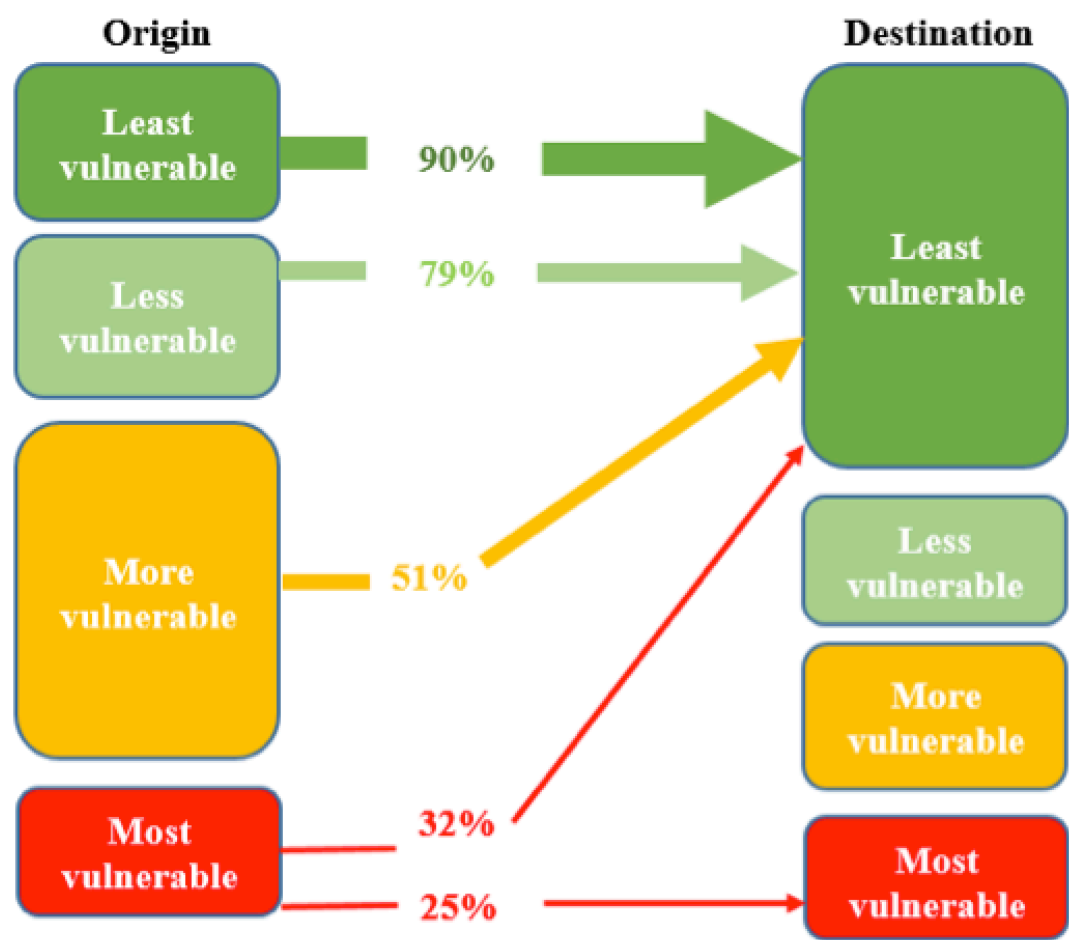 Origin
Destination
Least
vulnerable
90%
Less
vulnerable
79%
Least
vulnerable
More
vulnerable
51%
Less
vulnerable
More
vulnerable
Most
vulnerable
32%
25%
Most
vulnerable